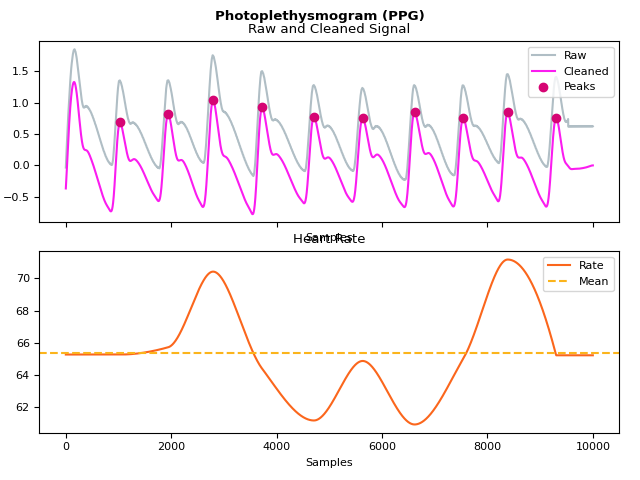 Photoplethysmogram (PPG)
Raw and Cleaned Signal
Raw
Cleaned
Peaks
1.5
1.0
0.5
0.0
−0.5
Samples
Heart Rate
Rate
Mean
70
68
66
64
62
0 2000 4000 6000 8000 10000
Samples